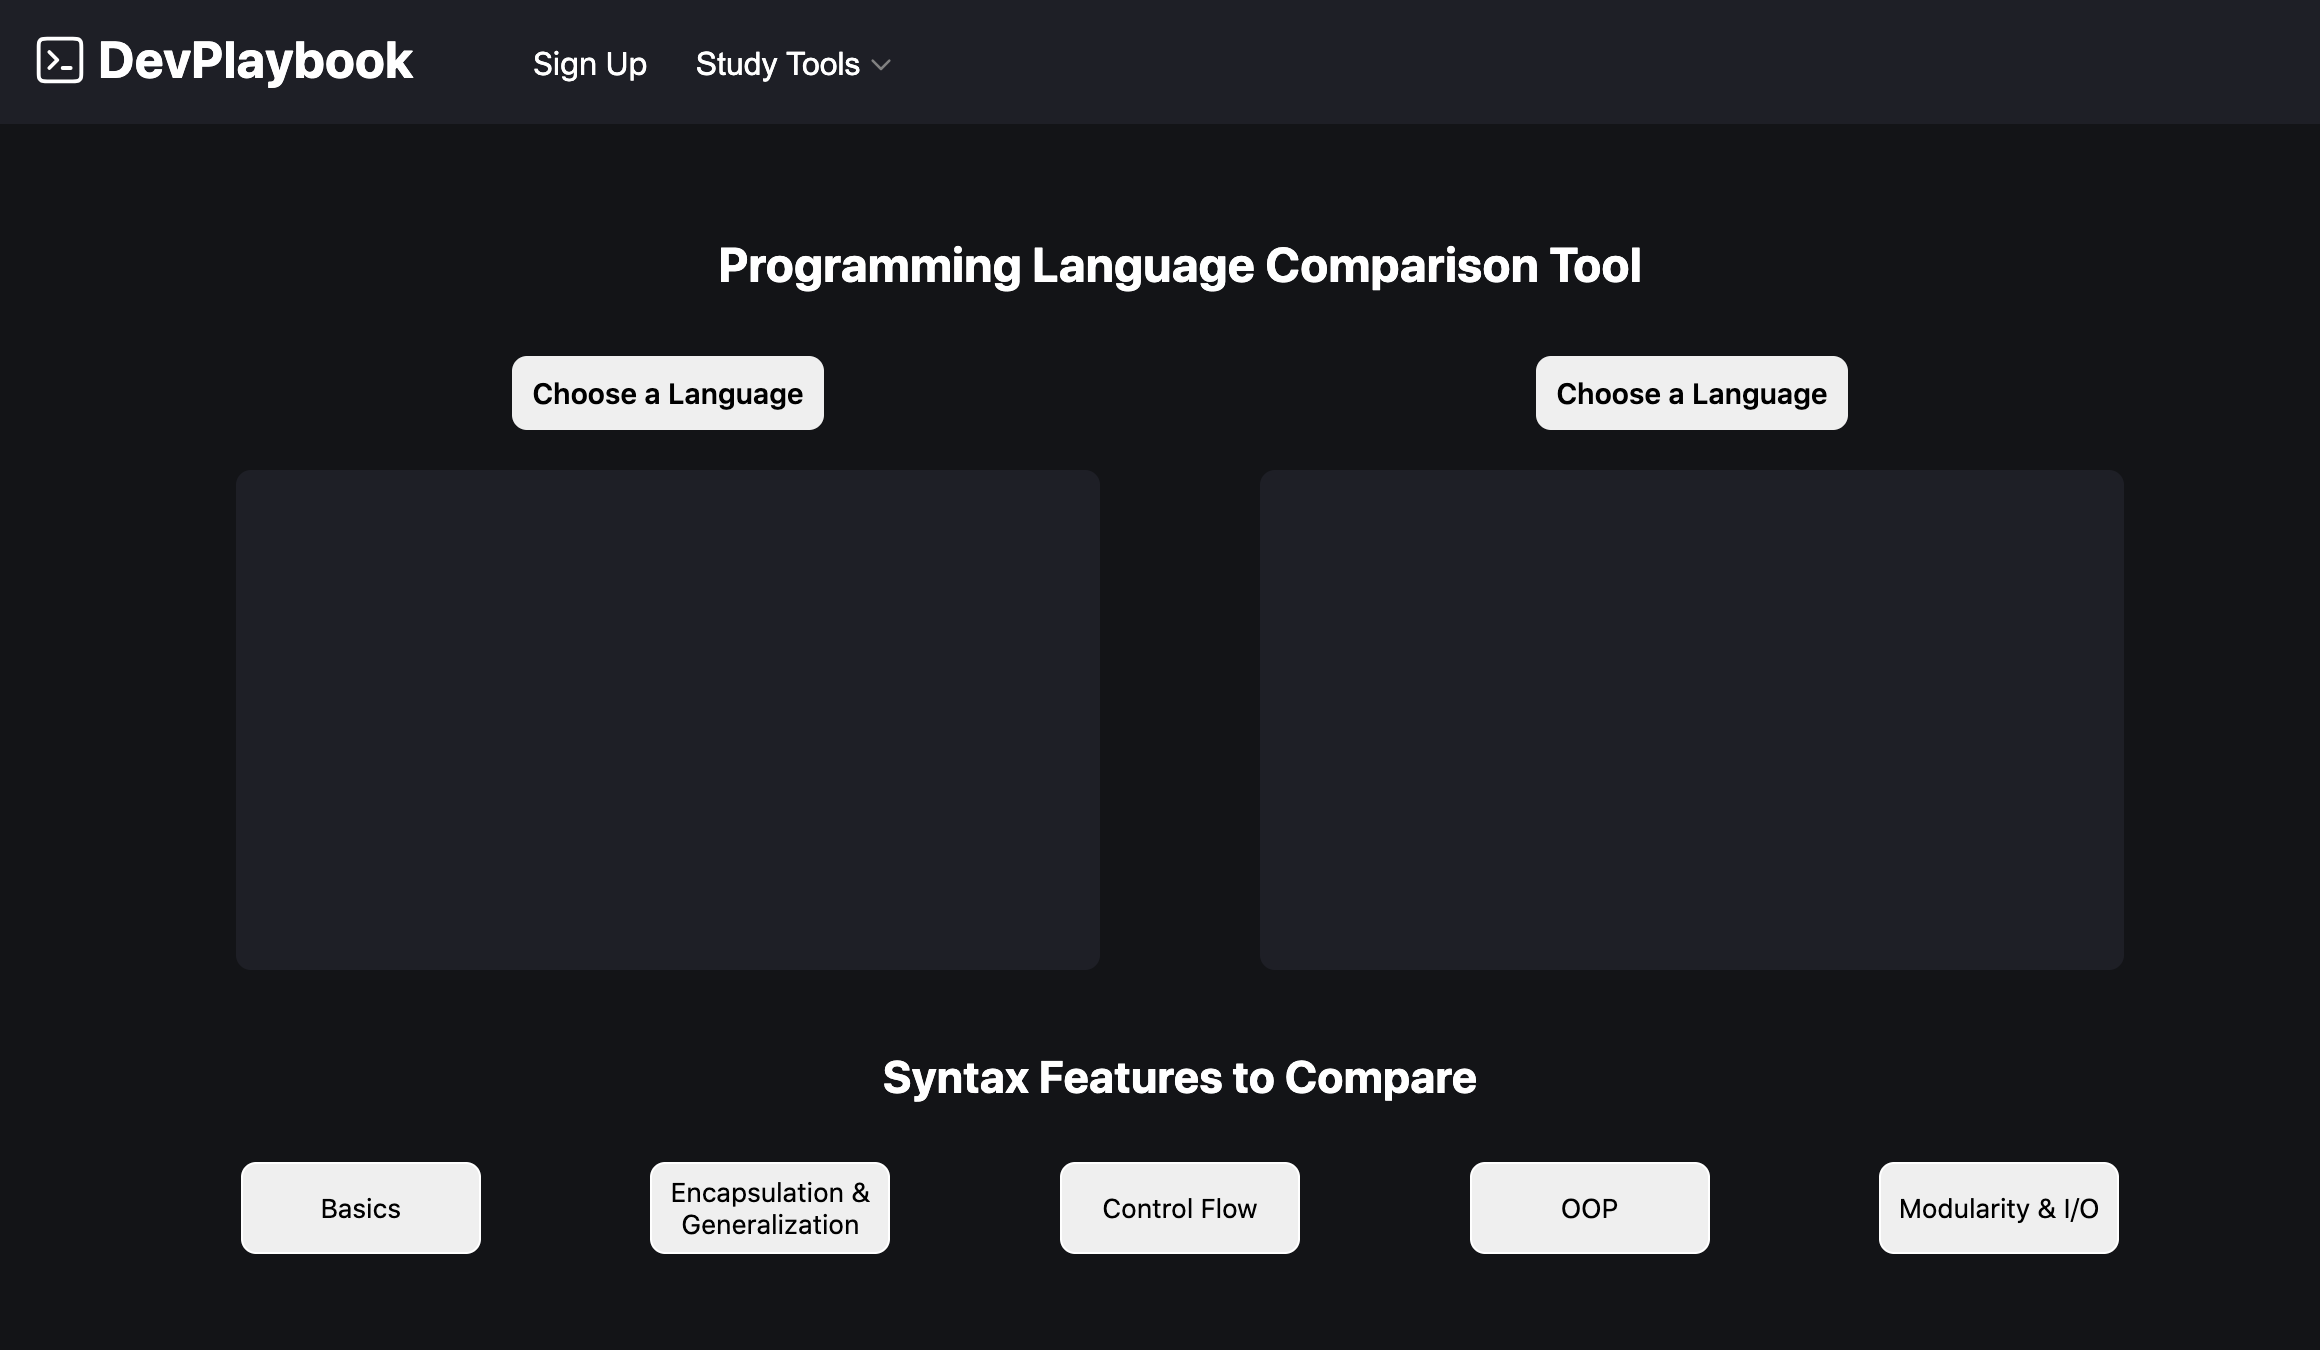 DevPlaybook
Sign Up
Study Tools
Programming Language Comparison Tool
Choose a Language
Choose a Language
Syntax Features to Compare
Basics
Encapsulation &
Generalization
Control Flow
OOP
Modularity & I/O